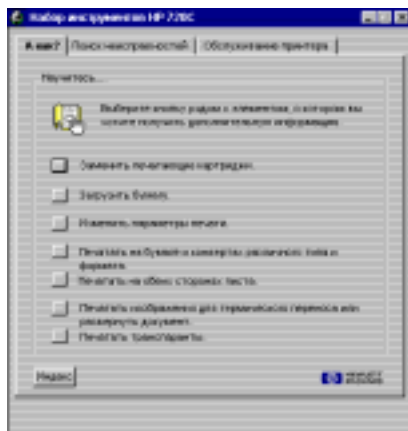 Набор инструментов HP 720C
А как? Поиск неисправностей Обслуживание принтера
Научитесь...
Выберите кнопку рядом с элементом, о котором вы
хотите получить дополнительную информацию.
Заменить печатающие картриджи.
Загрузить бумагу.
Изменить параметры печати.
Печатать на бумаге и конвертах различного типа и
формата.
Печатать на обеих сторонах листа.
Печатать изображения для термического переноса или
развернуть документ.
Печатать транспаранты.
Индекс
HEWLETT
PACKARD